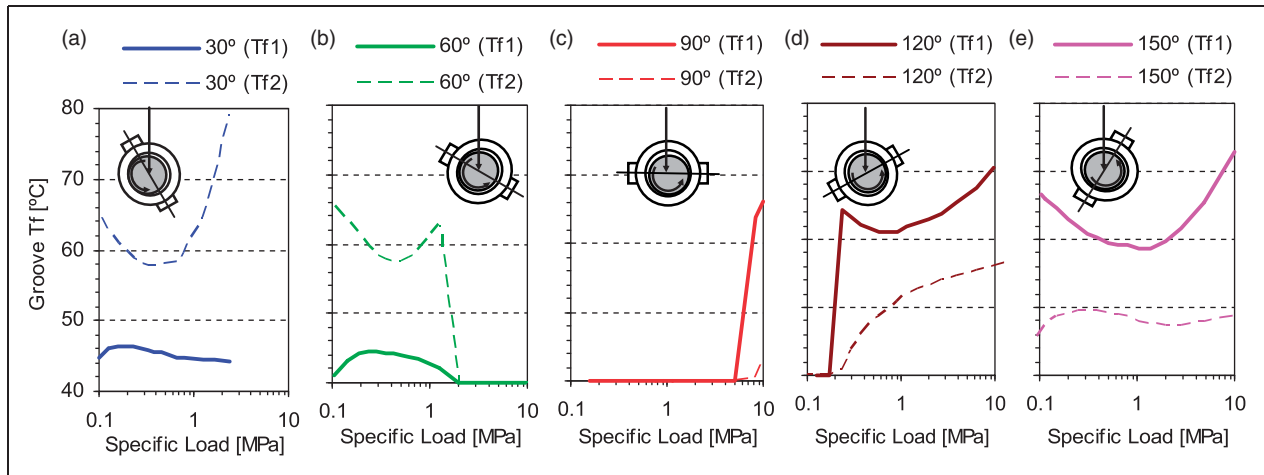 (a) 30º (Tf1)
30º (Tf2)
(b) 60º (Tf1)
60º (Tf2)
(c) 90º (Tf1)
90º (Tf2)
(d) 120º (Tf1)
120º (Tf2)
(e) 150º (Tf1)
150º (Tf2)
Groove Tf [ºC]
80
70
60
50
40
0.1 1 10
Specific Load [MPa]
0.1 1 10
Specific Load [MPa]
0.1 1 10
Specific Load [MPa]
0.1 1 10
Specific Load [MPa]
0.1 1 10
Specific Load [MPa]